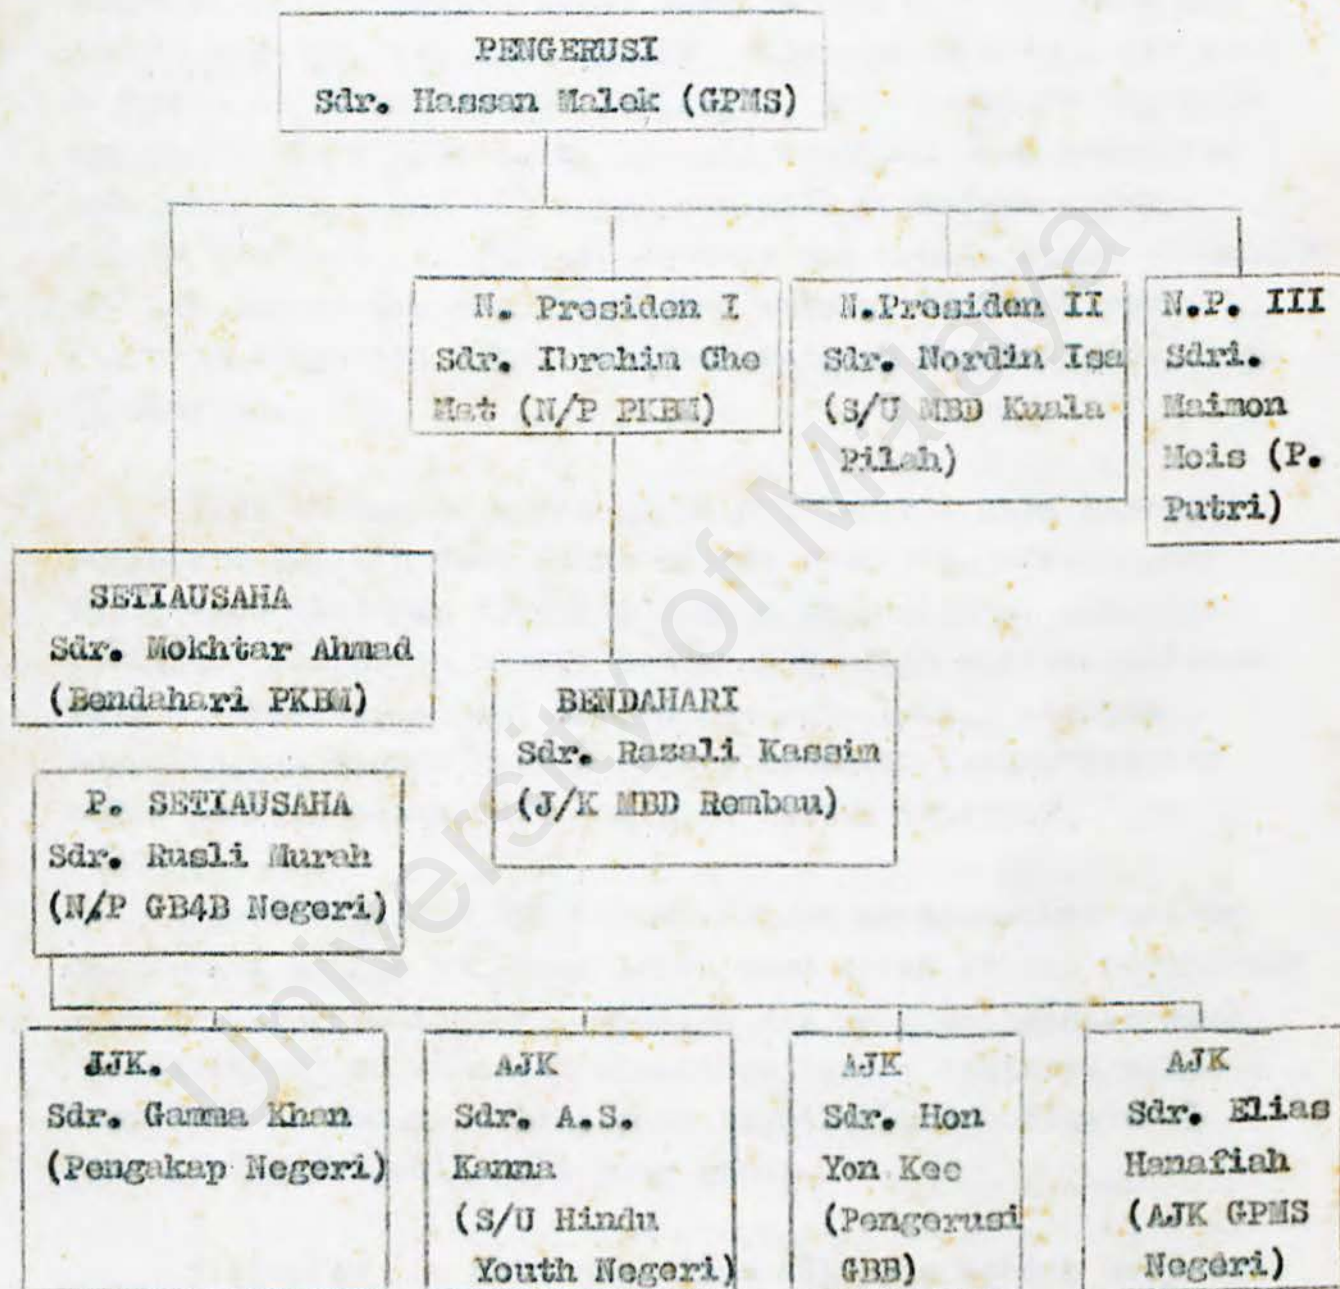 PENGERUSI
Sdr. Hassan Malek (GPMS)
N. Presiden I
Sdr. Ibrahim Che
Mat (N/P PKBM)
N.Presiden II
Sdr. Nordin Isa
(S/U MBD Kuala
Pilah)
N.P. III
Sdri.
Maimon
Mois (P.
Putri)
SETIAUSAHA
Sdr. Mokhtar Ahmad
(Bendahari PKBM)
BENDAHARI
Sdr. Razali Kassim
(J/K MBD Rembau)
P. SETIAUSAHA
Sdr. Rusli Murah
(N/P GB4B Negeri)
AJK.
Sdr. Gamma Khan
(Pengakap Negeri)
AJK
Sdr. A.S.
Kanna
(S/U Hindu
Youth Negeri)
AJK
Sdr. Hon
Yon Kee
(Pengerusi
GBB)
AJK
Sdr. Elias
Hanafiah
(AJK GPMS
Negeri)
University of Malaya